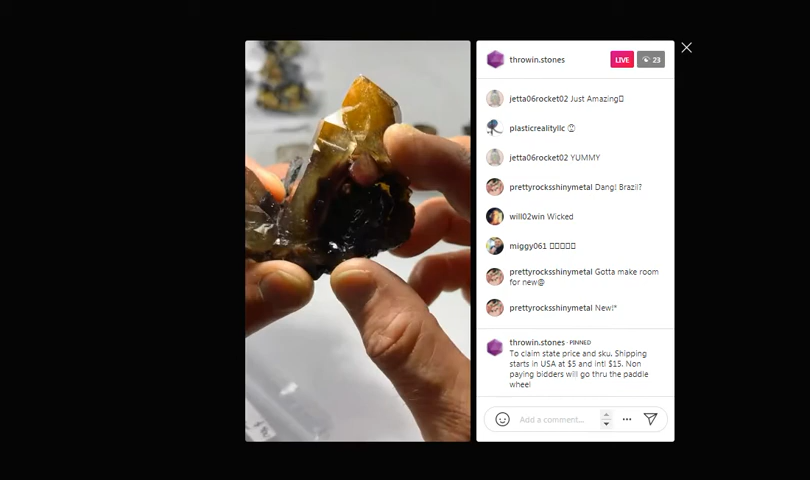 throwin.stones
LIVE
23
jetta06rocket02 Just Amazing
plasticrealityllc
jetta06rocket02 YUMMY
prettyrocksshinymetal Dang! Brazil?
will02win Wicked
miggy061
prettyrocksshinymetal Gotta make room
for new@
prettyrocksshinymetal New!*
throwin.stones · PINNED
To claim state price and sku. Shipping
starts in USA at $5 and intl $15. Non
paying bidders will go thru the paddle
wheel
Add a comment...